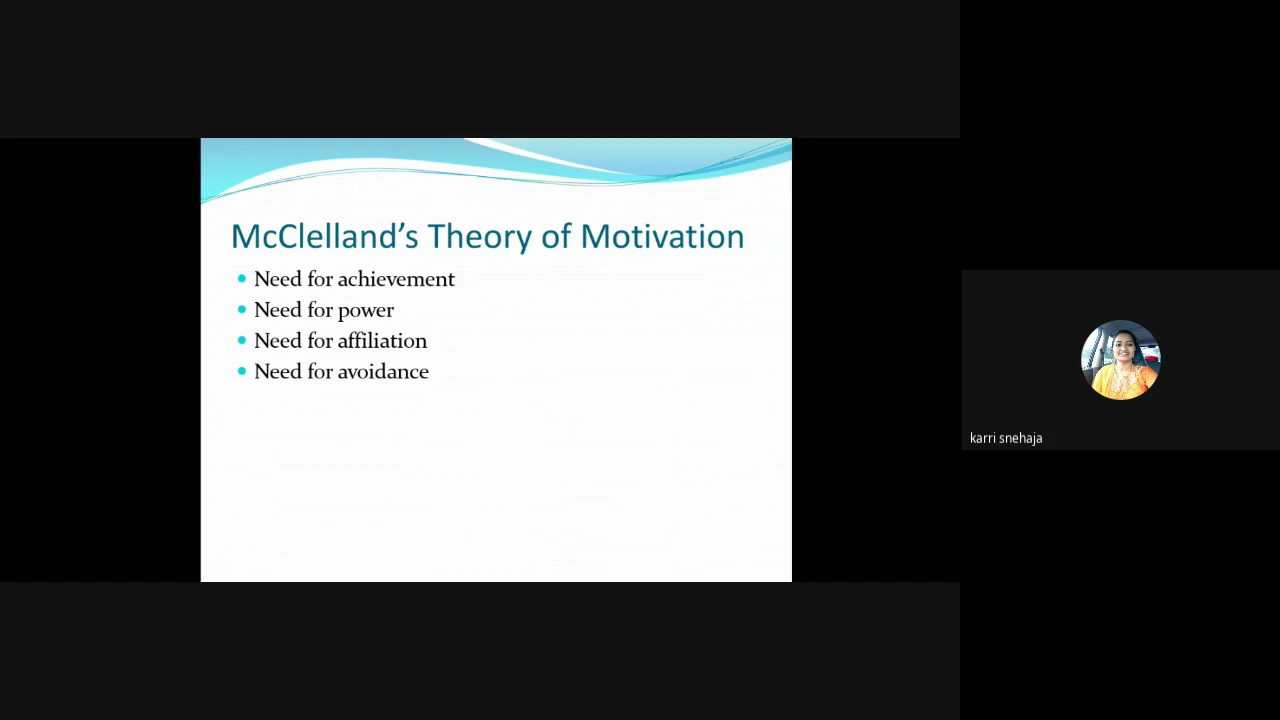 McClelland’s Theory of Motivation
Need for achievement
Need for power
Need for affiliation
Need for avoidance
karri snehaja